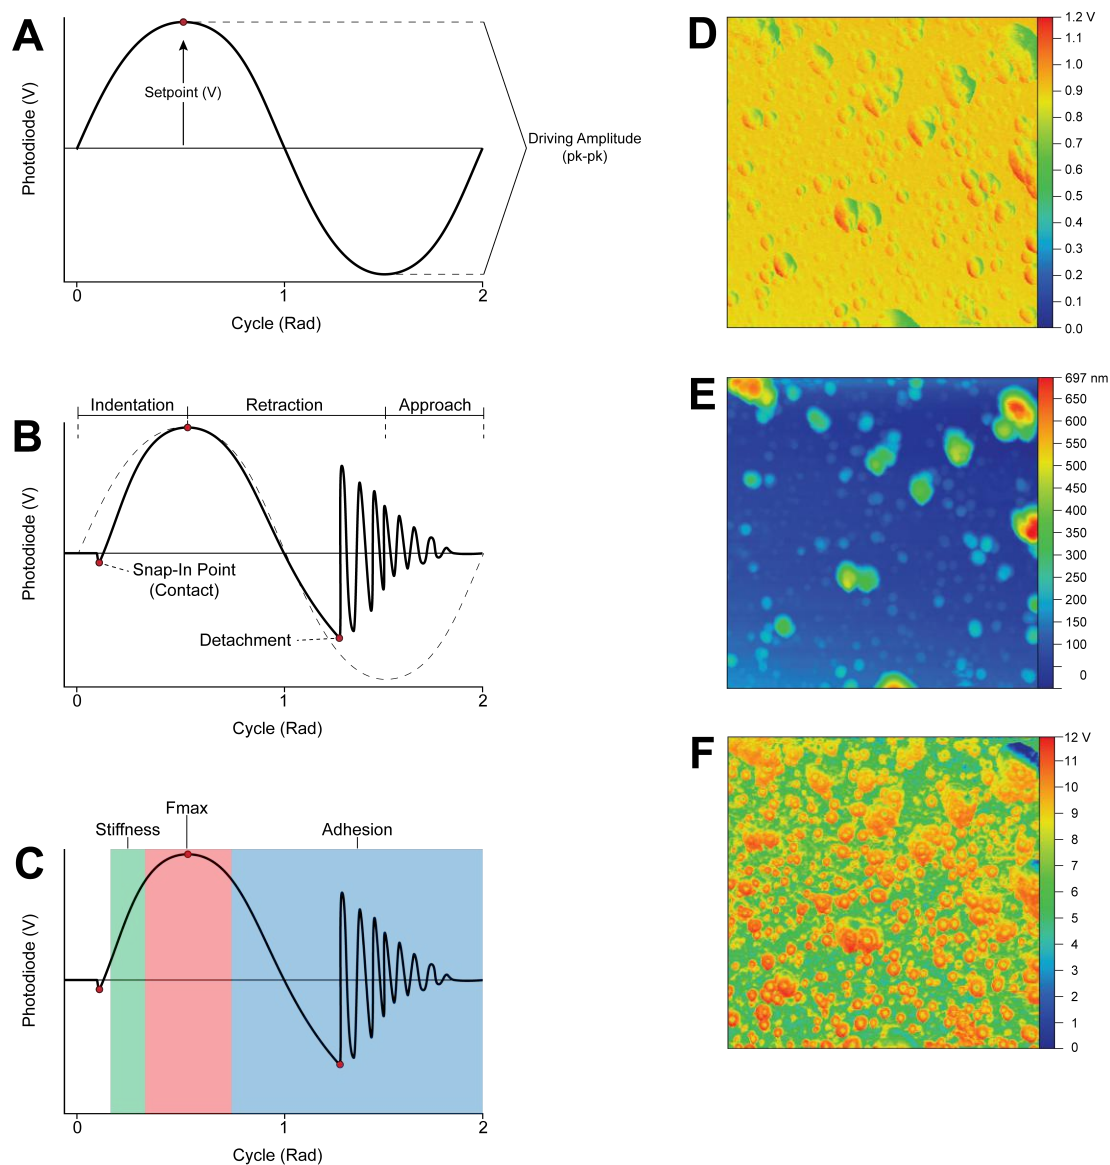 A
Photodiode (V)
Setpoint (V)
Driving Amplitude
(pk-pk)
0
1
2
Cycle (Rad)
B
Indentation
Retraction
Approach
Photodiode (V)
Snap-In Point
(Contact)
Detachment
0
1
2
Cycle (Rad)
C
Fmax
Stiffness
Adhesion
Photodiode (V)
0
1
2
Cycle (Rad)
D
1.2 V
1.1
1.0
0.9
0.8
0.7
0.6
0.5
0.4
0.3
0.2
0.1
0.0
E
697 nm
650
600
550
500
450
400
350
300
250
200
150
100
0
F
12 V
11
10
9
8
7
6
5
4
3
2
1
0